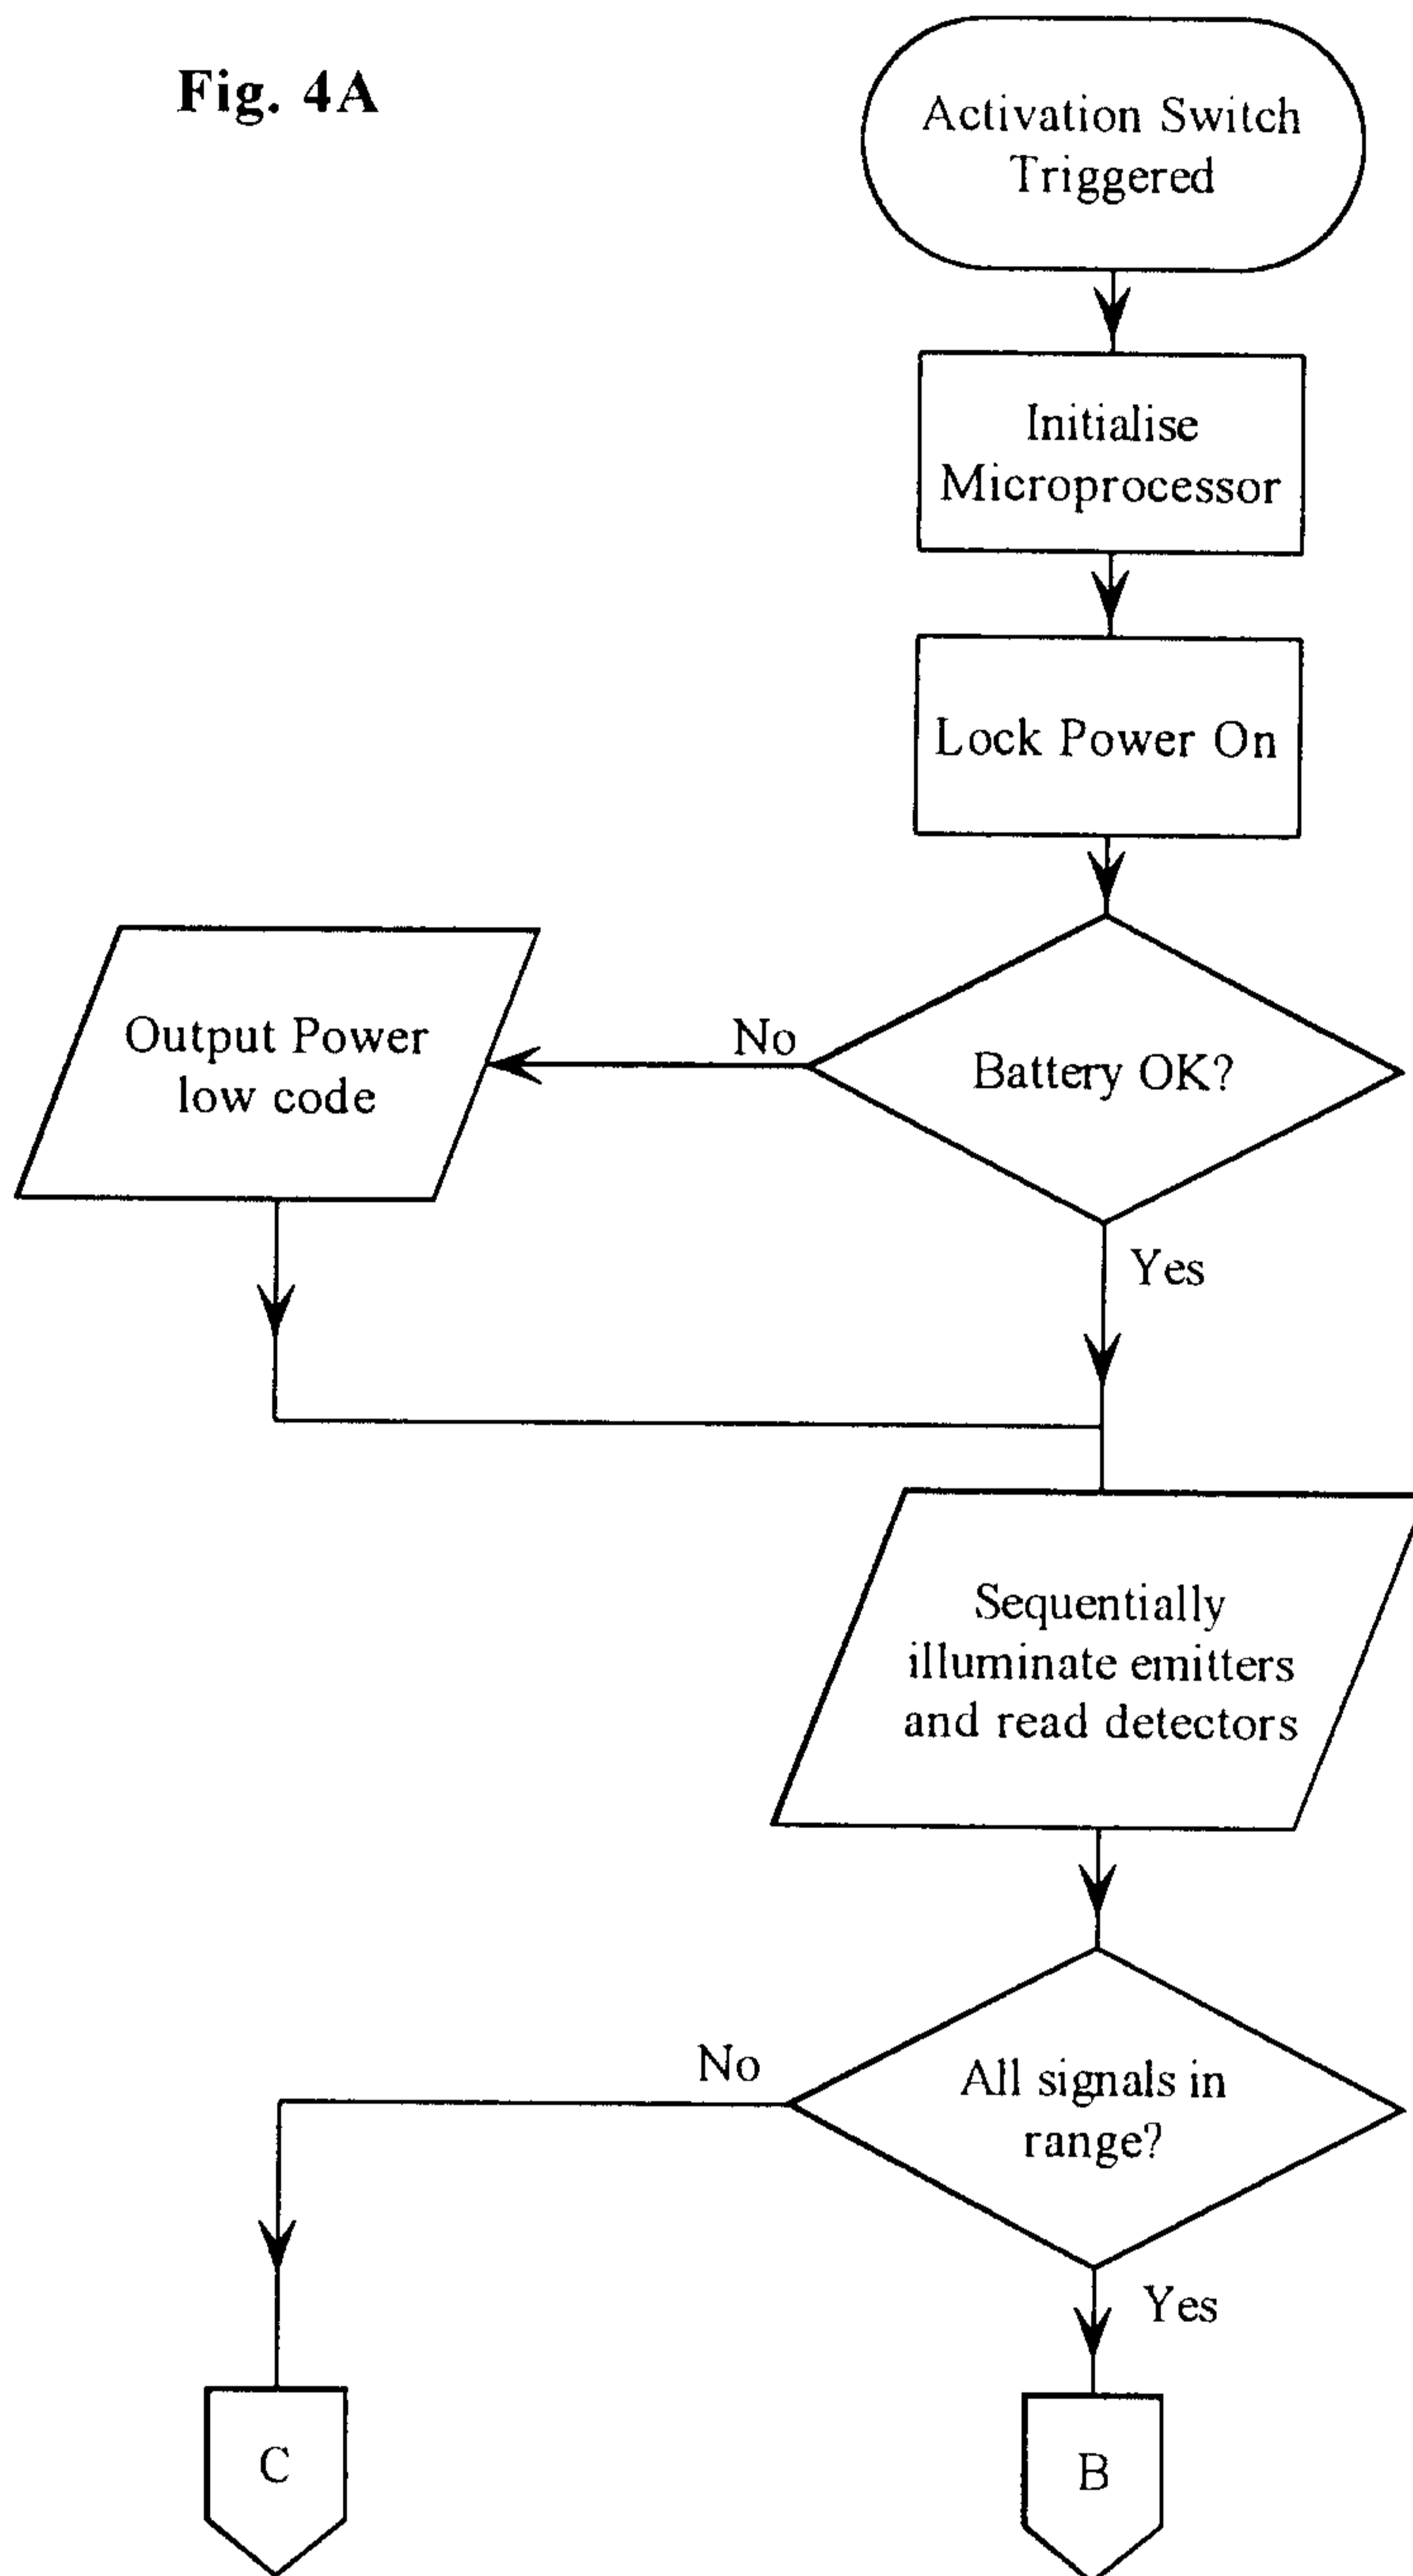 Fig. 4A
Activation Switch
Triggered
Initialise
Microprocessor
Lock Power On
Battery OK?
No
Output Power
low code
Yes
Sequentially
illuminate emitters
and read detectors
All signals in
range?
No
Yes
C
B